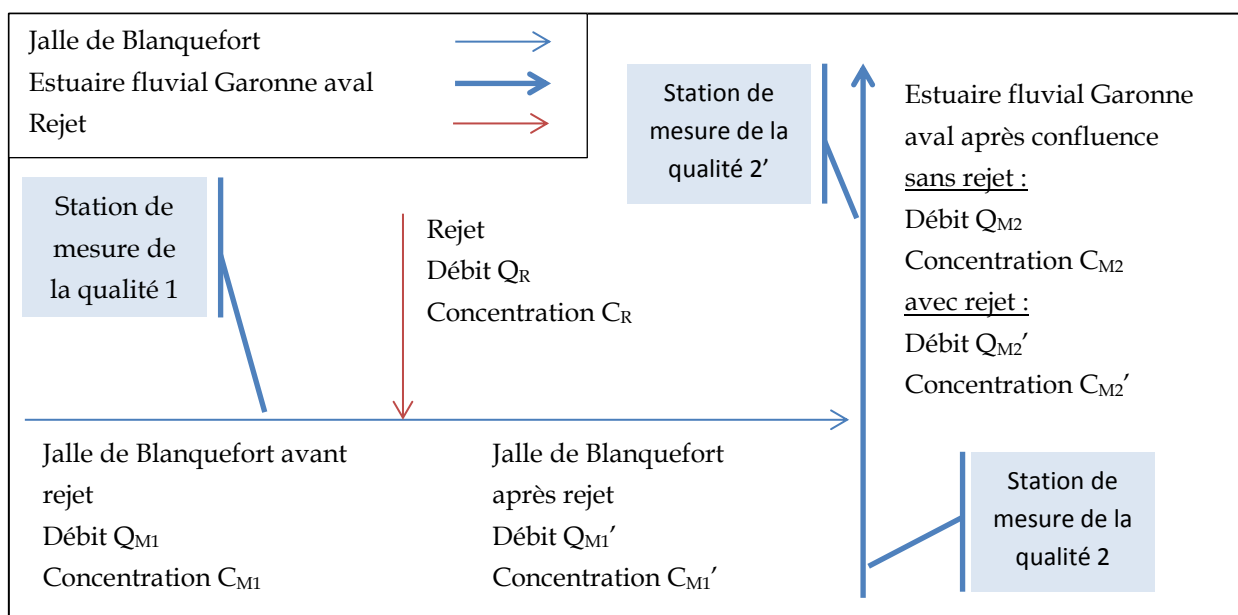 Jalle de Blanquefort
Estuaire fluvial Garonne aval
Rejet
Station de
mesure de
la qualité 1
Rejet
Débit QR
Concentration CR
Station de
mesure de la
qualité 2’
Estuaire fluvial Garonne
aval après confluence
sans rejet :
Débit QM2
Concentration CM2
avec rejet :
Débit QM2’
Concentration CM2’
Jalle de Blanquefort avant
rejet
Débit QM1
Concentration CM1
Jalle de Blanquefort
après rejet
Débit QM1’
Concentration CM1’
Station de
mesure de la
qualité 2